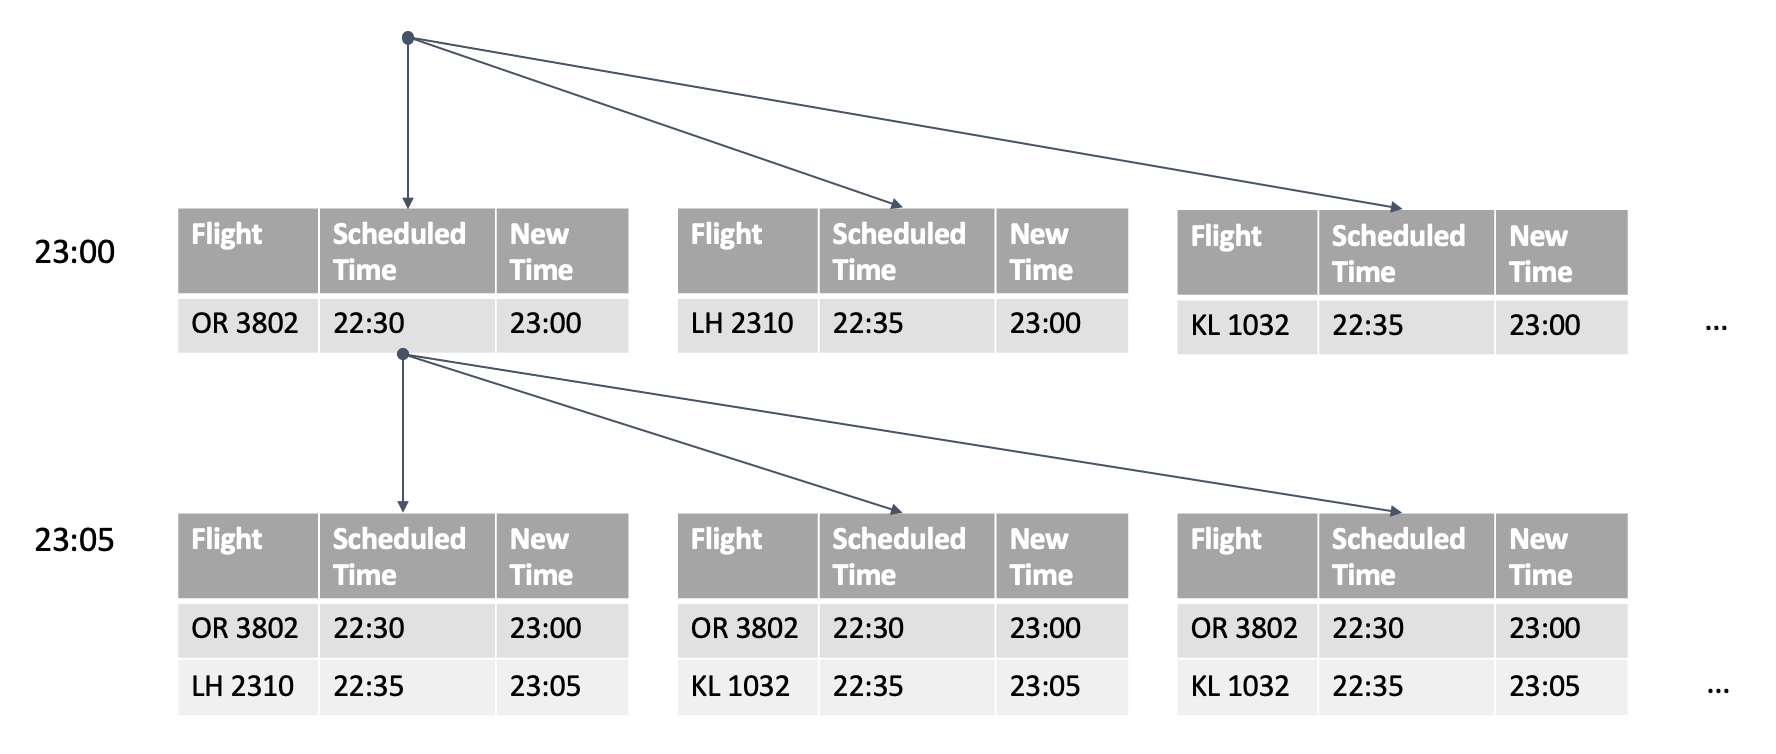 23:00
Flight Scheduled Time New Time
OR 3802 22:30 23:00
Flight Scheduled Time New Time
LH 2310 22:35 23:00
Flight Scheduled Time New Time
KL 1032 22:35 23:00
...
23:05
Flight Scheduled Time New Time
OR 3802 22:30 23:00
LH 2310 22:35 23:05
Flight Scheduled Time New Time
OR 3802 22:30 23:00
KL 1032 22:35 23:05
Flight Scheduled Time New Time
OR 3802 22:30 23:00
KL 1032 22:35 23:05
...